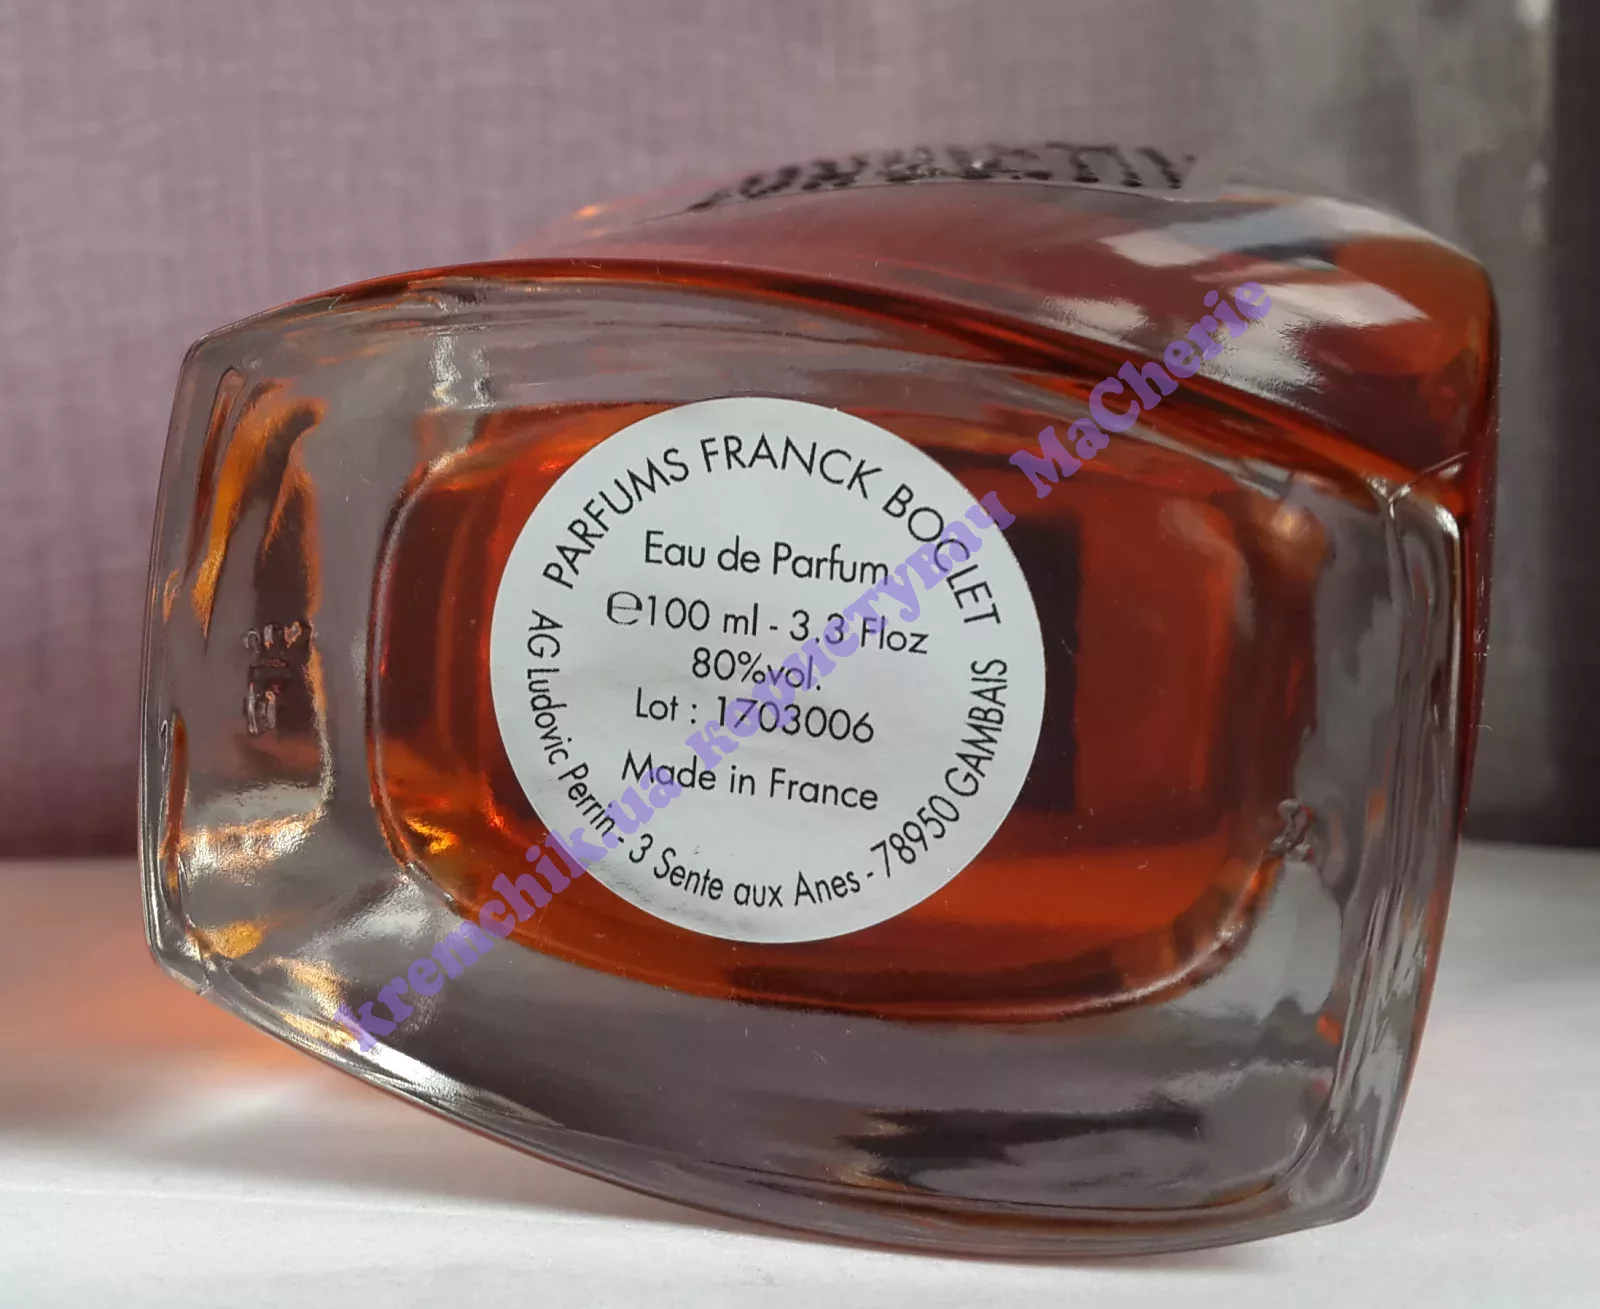 PARFUMS FRANCK BOCLET
Eau de Parfum
℮100 ml - 3.3 Floz
80%vol.
Lot : 1703006
Made in France
AG Ludovic Perrin - 3 Sente aux Anes - 78950 GAMBAIS
kremchik.ua користувач MaCherie